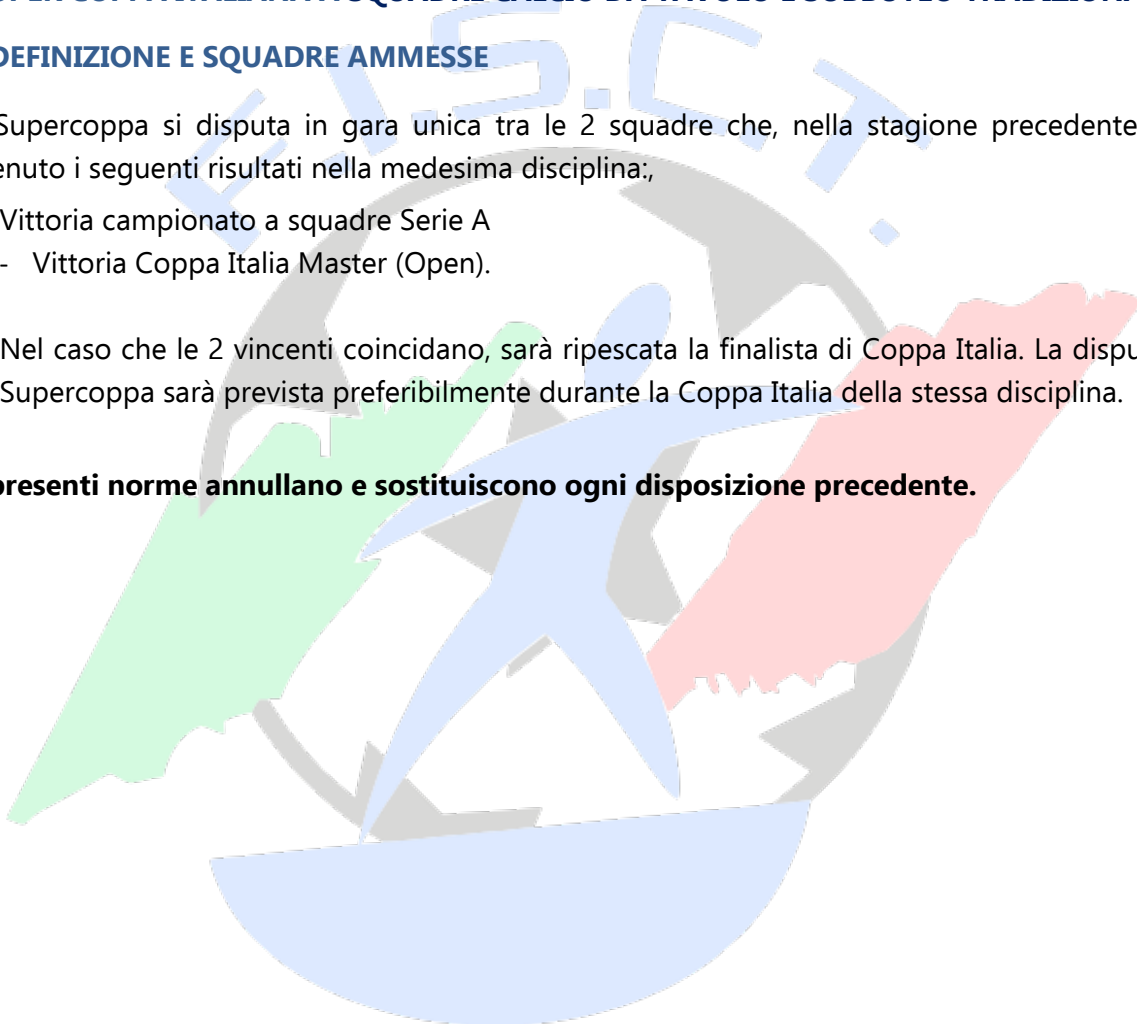 DEFINIZIONE E SQUADRE AMMESSE
F.I.S.C.T.
Supercoppa si disputa in gara unica tra le 2 squadre che, nella stagione precedente
enuto i seguenti risultati nella medesima disciplina:,
Vittoria campionato a squadre Serie A
- Vittoria Coppa Italia Master (Open).
Nel caso che le 2 vincenti coincidano, sarà ripescata la finalista di Coppa Italia. La dispu
Supercoppa sarà prevista preferibilmente durante la Coppa Italia della stessa disciplina.
presenti norme annullano e sostituiscono ogni disposizione precedente.